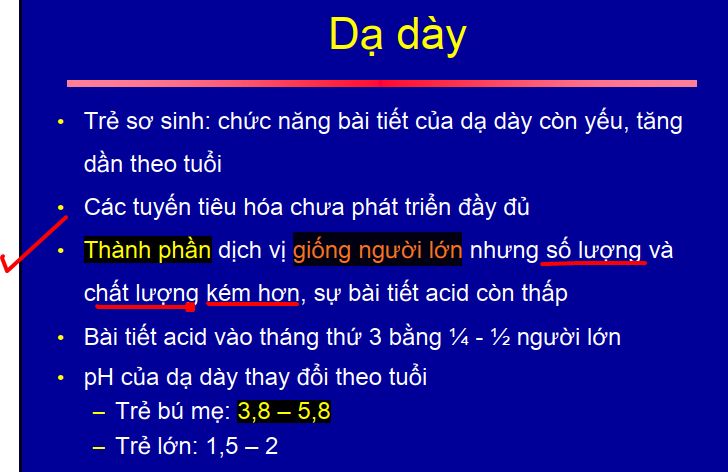 Dạ dày
• Trẻ sơ sinh: chức năng bài tiết của dạ dày còn yếu, tăng
dần theo tuổi
• Các tuyến tiêu hóa chưa phát triển đầy đủ
• Thành phần dịch vị giống người lớn nhưng số lượng và
chất lượng kém hơn, sự bài tiết acid còn thấp
• Bài tiết acid vào tháng thứ 3 bằng ¼ - ½ người lớn
• pH của dạ dày thay đổi theo tuổi
– Trẻ bú mẹ: 3,8 – 5,8
– Trẻ lớn: 1,5 – 2